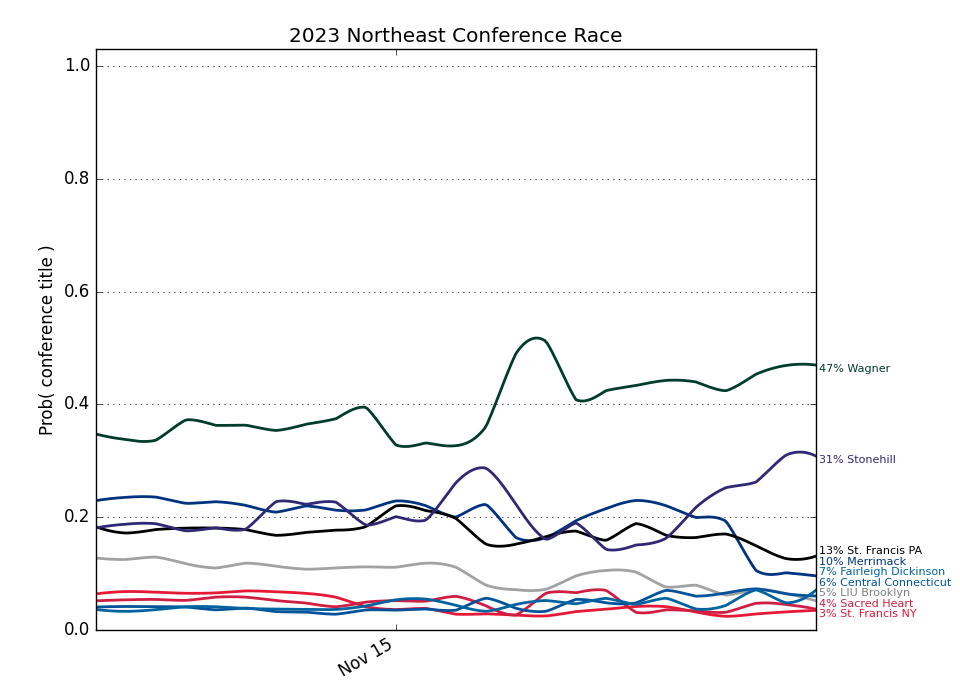 2023 Northeast Conference Race
1.0
0.8
0.6
0.4
0.2
0.0
Prob( conference title )
Nov 15
47% Wagner
31% Stonehill
13% St. Francis PA
10% Merrimack
7% Fairleigh Dickinson
6% Central Connecticut
5% LIU Brooklyn
4% Sacred Heart
3% St. Francis NY